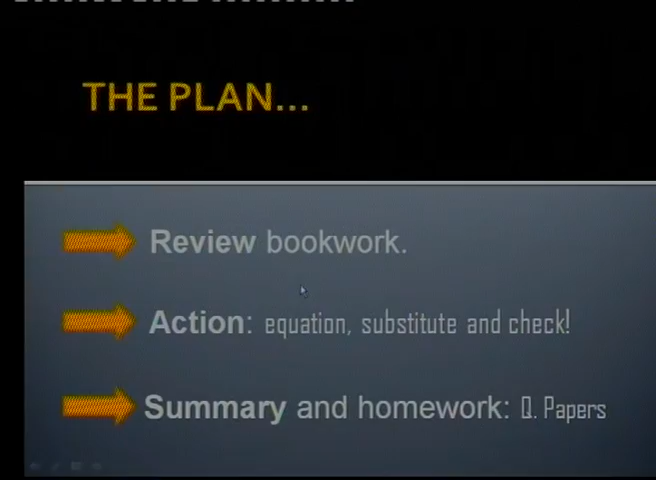 THE PLAN...
Review bookwork.
Action: equation, substitute and check!
Summary and homework: Q. Papers